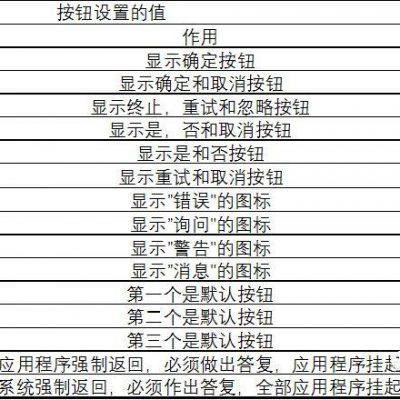 按钮设置的值
作用
显示确定按钮
显示确定和取消按钮
显示终止，重试和忽略按钮
显示是，否和取消按钮
显示是和否按钮
显示重试和取消按钮
显示"错误"的图标
显示"询问"的图标
显示"警告"的图标
显示"消息"的图标
第一个是默认按钮
第二个是默认按钮
第三个是默认按钮
应用程序强制返回，必须做出答复，应用程序挂起
系统强制返回，必须作出答复，全部应用程序挂起